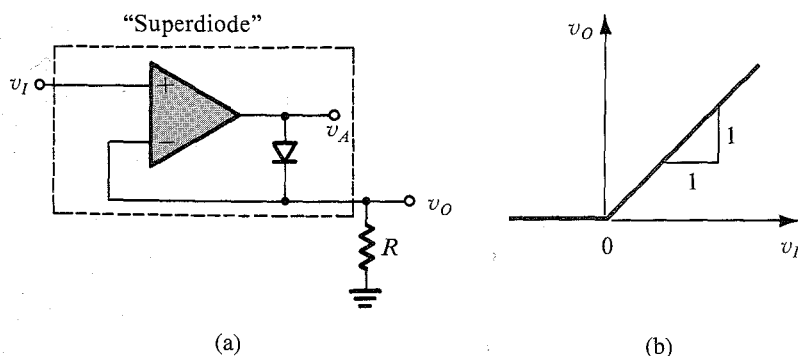 “Superdiode”
v_I
+
−
v_A
v_O
R
(a)
v_O
1
1
0
v_I
(b)